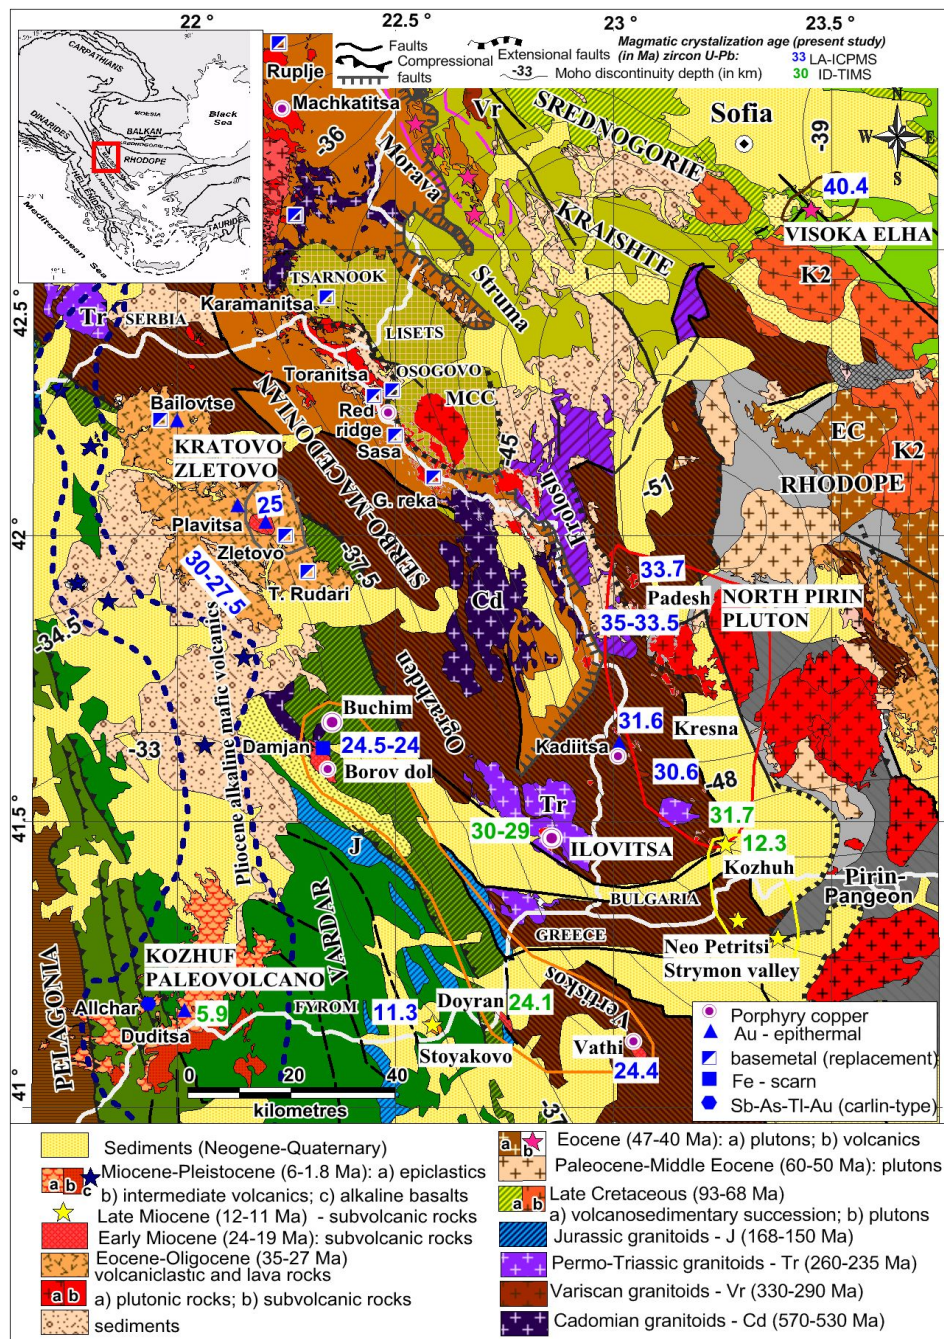 22 °
22.5 °
23 °
23.5 °
Faults
Compressional faults
Extensional faults
-33 Moho discontinuity depth (in km)
Magmatic crystalization age (present study)
(in Ma) zircon U-Pb:
33 LA-ICPMS
30 ID-TIMS
CARPATHIANS
MOESIA
Black Sea
BALKAN
SREDNOGORIE
RHODOPE
DINARIDES
HELLENIDES
TAURIDES
Mediterranean Sea
N
W E
S
Ruplje
Machkatitsa
-36
Morava
Vr
SREDNOGORIE
Sofia
-39
40.4
VISOKA ELHA
KRAISHTE
K2
Struma
TSARNOOK
Karamanitsa
LISETS
42.5 °
Tr
SERBIA
Toranitsa
OSOGOVO
MCC
Red ridge
Sasa
G. reka
-45
Bailovtse
KRATOVO
ZLETOVO
SERBO-MACEDONIAN
EC
K2
RHODOPE
-51
Frolosh
Plavitsa
25
Zletovo
T. Rudari
-37.5
42 °
30-27.5
Cd
33.7
Padesh
NORTH PIRIN
PLUTON
35-33.5
-34.5
Pliocene alkaline mafic volcanics
Ograzhden
Buchim
Damjan
24.5-24
Borov dol
-33
31.6
Kadiitsa
Kresna
30.6
-48
41.5 °
Tr
30-29
ILOVITSA
31.7
12.3
Kozhuh
J
BULGARIA
Pirin-
Pangeon
GREECE
Neo Petritsi
Strymon valley
VARDAR
KOZHUF
PALEOVOLCANO
PELAGONIA
Allchar
5.9
Duditsa
FYROM
11.3
Doyran
24.1
Stoyakovo
Vertiskos
Vathi
24.4
41 °
0 20 40
kilometres
-37
Porphyry copper
Au - epithermal
basemetal (replacement)
Fe - scarn
Sb-As-Tl-Au (carlin-type)
Sediments (Neogene-Quaternary)
a b c Miocene-Pleistocene (6-1.8 Ma): a) epiclastics
b) intermediate volcanics; c) alkaline basalts
Late Miocene (12-11 Ma) - subvolcanic rocks
Early Miocene (24-19 Ma): subvolcanic rocks
Eocene-Oligocene (35-27 Ma)
volcaniclastic and lava rocks
a b a) plutonic rocks; b) subvolcanic rocks
sediments
a b Eocene (47-40 Ma): a) plutons; b) volcanics
Paleocene-Middle Eocene (60-50 Ma): plutons
a b Late Cretaceous (93-68 Ma)
a) volcanosedimentary succession; b) plutons
Jurassic granitoids - J (168-150 Ma)
Permo-Triassic granitoids - Tr (260-235 Ma)
Variscan granitoids - Vr (330-290 Ma)
Cadomian granitoids - Cd (570-530 Ma)